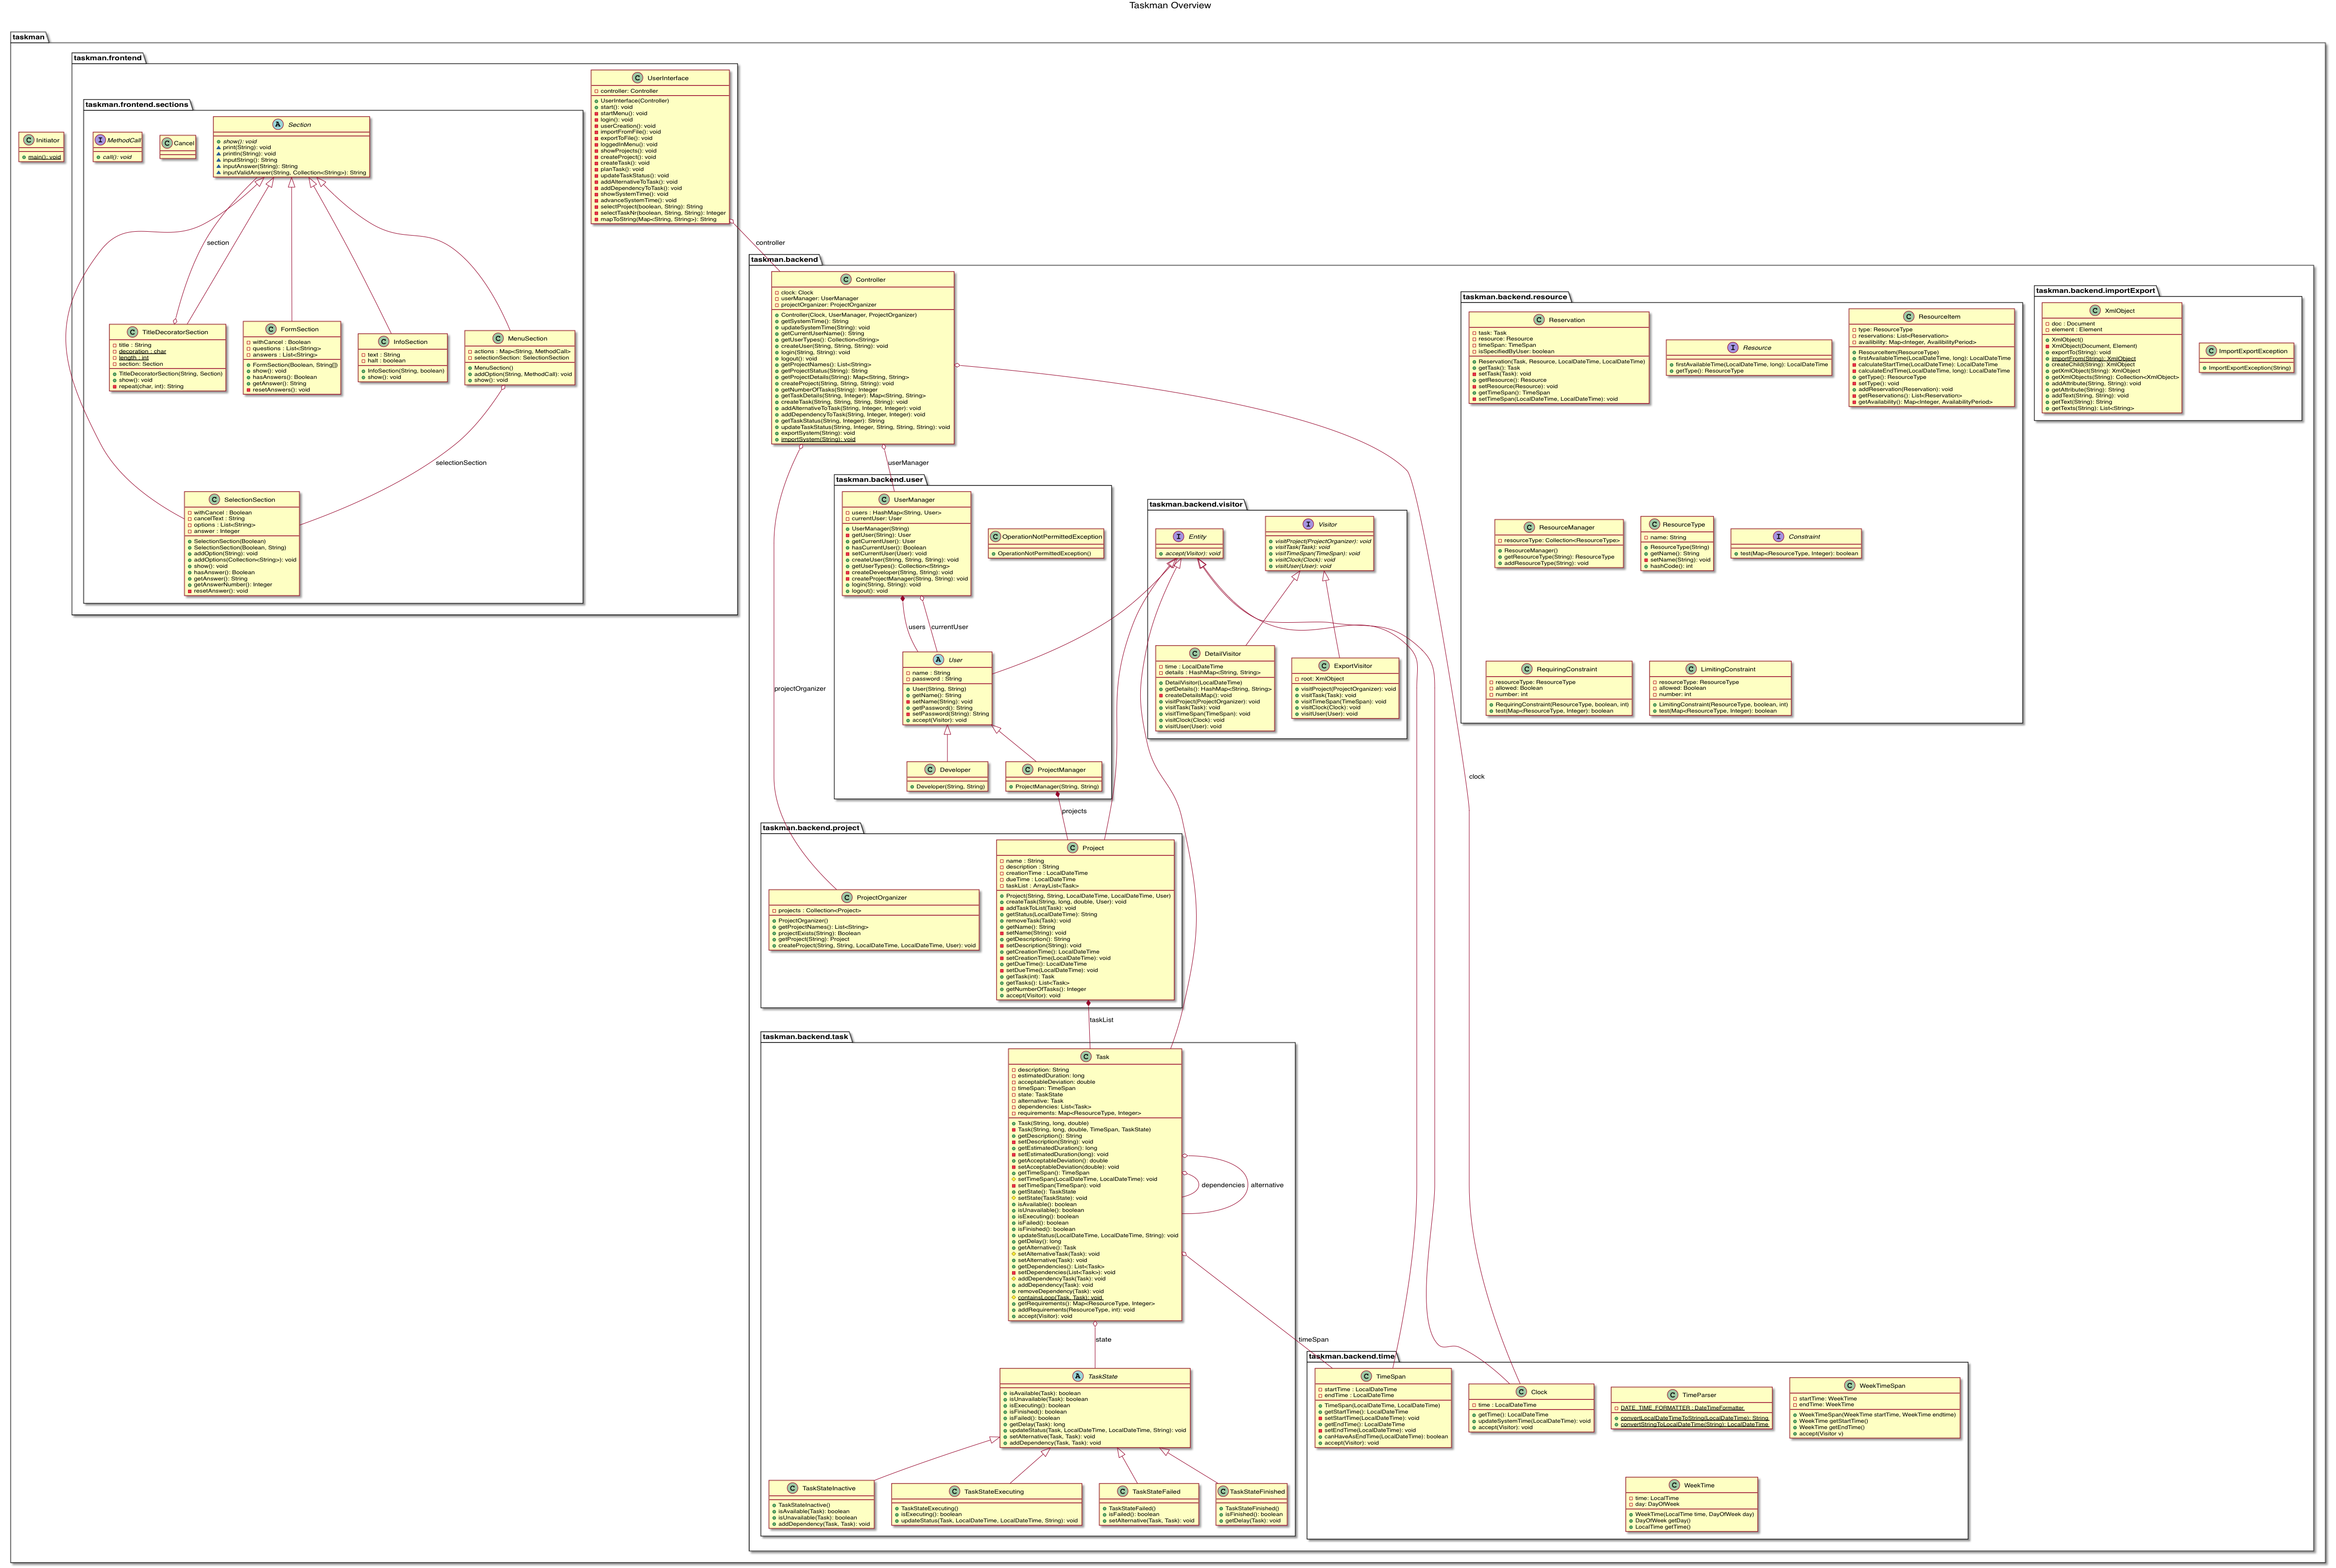 Taskman Overview
taskman
taskman.frontend
taskman.frontend.sections
C Initiator
main(): void
I MethodCall
call(): void
C Cancel
A Section
show(): void
print(String): void
println(String): void
inputString(): String
inputAnswer(String): String
inputValidAnswer(String, Collection<String>): String
section
C TitleDecoratorSection
title : String
decoration : char
length : int
section: Section
TitleDecoratorSection(String, Section)
show(): void
repeat(char, int): String
C FormSection
withCancel : Boolean
questions : List<String>
answers : List<String>
FormSection(Boolean, String[])
show(): void
hasAnswers(): Boolean
getAnswer(): String
resetAnswers(): void
C InfoSection
text : String
halt : boolean
InfoSection(String, boolean)
show(): void
C MenuSection
actions : Map<String, MethodCall>
selectionSection: SelectionSection
MenuSection()
addOption(String, MethodCall): void
show(): void
selectionSection
C SelectionSection
withCancel : Boolean
cancelText : String
options : List<String>
answer : Integer
SelectionSection(Boolean)
SelectionSection(Boolean, String)
addOption(String): void
addOptions(Collection<String>): void
show(): void
hasAnswer(): Boolean
getAnswer(): String
getAnswerNumber(): Integer
resetAnswer(): void
C UserInterface
controller: Controller
UserInterface(Controller)
start(): void
startMenu(): void
login(): void
userCreation(): void
importFromFile(): void
exportToFile(): void
loggedInMenu(): void
showProjects(): void
createProject(): void
createTask(): void
planTask(): void
updateTaskStatus(): void
addAlternativeToTask(): void
addDependencyToTask(): void
showSystemTime(): void
advanceSystemTime(): void
selectProject(boolean, String): String
selectTaskNr(boolean, String, String): Integer
mapToString(Map<String, String>): String
controller
taskman.backend
C Controller
clock: Clock
userManager: UserManager
projectOrganizer: ProjectOrganizer
Controller(Clock, UserManager, ProjectOrganizer)
getSystemTime(): String
updateSystemTime(String): void
getCurrentUserName(): String
getUserTypes(): Collection<String>
createUser(String, String, String): void
login(String, String): void
logout(): void
getProjectNames(): List<String>
getProjectStatus(String): String
getProjectDetails(String): Map<String, String>
createProject(String, String, String): void
getNumberOfTasks(String): Integer
getTaskDetails(String, Integer): Map<String, String>
createTask(String, String, String, String): void
addAlternativeToTask(String, Integer, Integer): void
addDependencyToTask(String, Integer, Integer): void
getTaskStatus(String, Integer): String
updateTaskStatus(String, Integer, String, String, String): void
exportSystem(String): void
importSystem(String): void
userManager
projectOrganizer
clock
taskman.backend.user
C UserManager
users : HashMap<String, User>
currentUser: User
UserManager(String)
getUser(String): User
getCurrentUser(): User
hasCurrentUser(): Boolean
setCurrentUser(User): void
createUser(String, String, String): void
getUserTypes(): Collection<String>
createDeveloper(String, String): void
createProjectManager(String, String): void
login(String, String): void
logout(): void
C OperationNotPermittedException
OperationNotPermittedException()
users
currentUser
A User
name : String
password : String
User(String, String)
getName(): String
setName(String): void
getPassword(): String
setPassword(String): String
accept(Visitor): void
C Developer
Developer(String, String)
C ProjectManager
ProjectManager(String, String)
projects
taskman.backend.visitor
I Entity
accept(Visitor): void
I Visitor
visitProject(ProjectOrganizer): void
visitTask(Task): void
visitTimeSpan(TimeSpan): void
visitClock(Clock): void
visitUser(User): void
C DetailVisitor
time : LocalDateTime
details : HashMap<String, String>
DetailVisitor(LocalDateTime)
getDetails(): HashMap<String, String>
createDetailsMap(): void
visitProject(ProjectOrganizer): void
visitTask(Task): void
visitTimeSpan(TimeSpan): void
visitClock(Clock): void
visitUser(User): void
C ExportVisitor
root: XmlObject
visitProject(ProjectOrganizer): void
visitTask(Task): void
visitTimeSpan(TimeSpan): void
visitClock(Clock): void
visitUser(User): void
taskman.backend.resource
C Reservation
task: Task
resource: Resource
timeSpan: TimeSpan
isSpecifiedByUser: boolean
Reservation(Task, Resource, LocalDateTime, LocalDateTime)
getTask(): Task
setTask(Task): void
getResource(): Resource
setResource(Resource): void
getTimeSpan(): TimeSpan
setTimeSpan(LocalDateTime, LocalDateTime): void
I Resource
firstAvailableTime(LocalDateTime, long): LocalDateTime
getType(): ResourceType
C ResourceItem
type: ResourceType
reservations: List<Reservation>
availibility: Map<Integer, AvailibilityPeriod>
ResourceItem(ResourceType)
firstAvailableTime(LocalDateTime, long): LocalDateTime
calculateStartTime(LocalDateTime): LocalDateTime
calculateEndTime(LocalDateTime, long): LocalDateTime
getType(): ResourceType
setType(): void
addReservation(Reservation): void
getReservations(): List<Reservation>
getAvailability(): Map<Integer, AvailabilityPeriod>
C ResourceManager
resourceType: Collection<ResourceType>
ResourceManager()
getResourceType(String): ResourceType
addResourceType(String): void
C ResourceType
name: String
ResourceType(String)
getName(): String
setName(String): void
hashCode(): int
I Constraint
test(Map<ResourceType, Integer): boolean
C RequiringConstraint
resourceType: ResourceType
allowed: Boolean
number: int
RequiringConstraint(ResourceType, boolean, int)
test(Map<ResourceType, Integer): boolean
C LimitingConstraint
resourceType: ResourceType
allowed: Boolean
number: int
LimitingConstraint(ResourceType, boolean, int)
test(Map<ResourceType, Integer): boolean
taskman.backend.importExport
C XmlObject
doc : Document
element : Element
XmlObject()
XmlObject(Document, Element)
exportTo(String): void
importFrom(String): XmlObject
createChild(String): XmlObject
getXmlObject(String): XmlObject
getXmlObjects(String): Collection<XmlObject>
addAttribute(String, String): void
getAttribute(String): String
addText(String, String): void
getText(String): String
getTexts(String): List<String>
C ImportExportException
ImportExportException(String)
taskman.backend.project
C ProjectOrganizer
projects : Collection<Project>
ProjectOrganizer()
getProjectNames(): List<String>
projectExists(String): Boolean
getProject(String): Project
createProject(String, String, LocalDateTime, LocalDateTime, User): void
C Project
name : String
description : String
creationTime : LocalDateTime
dueTime : LocalDateTime
taskList : ArrayList<Task>
Project(String, String, LocalDateTime, LocalDateTime, User)
createTask(String, long, double, User): void
addTaskToList(Task): void
getStatus(LocalDateTime): String
removeTask(Task): void
getName(): String
setName(String): void
getDescription(): String
setDescription(String): void
getCreationTime(): LocalDateTime
setCreationTime(LocalDateTime): void
getDueTime(): LocalDateTime
setDueTime(LocalDateTime): void
getTask(int): Task
getTasks(): List<Task>
getNumberOfTasks(): Integer
accept(Visitor): void
taskList
taskman.backend.task
C Task
description: String
estimatedDuration: long
acceptableDeviation: double
timeSpan: TimeSpan
state: TaskState
alternative: Task
dependencies: List<Task>
requirements: Map<ResourceType, Integer>
Task(String, long, double)
Task(String, long, double, TimeSpan, TaskState)
getDescription(): String
setDescription(String): void
getEstimatedDuration(): long
setEstimatedDuration(long): void
getAcceptableDeviation(): double
setAcceptableDeviation(double): void
getTimeSpan(): TimeSpan
setTimeSpan(LocalDateTime, LocalDateTime): void
setTimeSpan(TimeSpan): void
getState(): TaskState
setState(TaskState): void
isAvailable(): boolean
isUnavailable(): boolean
isExecuting(): boolean
isFailed(): boolean
isFinished(): boolean
updateStatus(LocalDateTime, LocalDateTime, String): void
getDelay(): long
getAlternative(): Task
setAlternativeTask(Task): void
setAlternative(Task): void
getDependencies(): List<Task>
setDependencies(List<Task>): void
addDependencyTask(Task): void
addDependency(Task): void
removeDependency(Task): void
containsLoop(Task, Task): void
getRequirements(): Map<ResourceType, Integer>
addRequirements(ResourceType, int): void
accept(Visitor): void
dependencies
alternative
state
timeSpan
A TaskState
isAvailable(Task): boolean
isUnavailable(Task): boolean
isExecuting(): boolean
isFinished(): boolean
isFailed(): boolean
getDelay(Task): long
updateStatus(Task, LocalDateTime, LocalDateTime, String): void
setAlternative(Task, Task): void
addDependency(Task, Task): void
C TaskStateInactive
TaskStateInactive()
isAvailable(Task): boolean
isUnavailable(Task): boolean
addDependency(Task, Task): void
C TaskStateExecuting
TaskStateExecuting()
isExecuting(): boolean
updateStatus(Task, LocalDateTime, LocalDateTime, String): void
C TaskStateFailed
TaskStateFailed()
isFailed(): boolean
setAlternative(Task, Task): void
C TaskStateFinished
TaskStateFinished()
isFinished(): boolean
getDelay(Task): void
taskman.backend.time
C TimeSpan
startTime : LocalDateTime
endTime : LocalDateTime
TimeSpan(LocalDateTime, LocalDateTime)
getStartTime(): LocalDateTime
setStartTime(LocalDateTime): void
getEndTime(): LocalDateTime
setEndTime(LocalDateTime): void
canHaveAsEndTime(LocalDateTime): boolean
accept(Visitor): void
C Clock
time : LocalDateTime
getTime(): LocalDateTime
updateSystemTime(LocalDateTime): void
accept(Visitor): void
C TimeParser
DATE_TIME_FORMATTER : DateTimeFormatter
convertLocalDateTimeToString(LocalDateTime): String
convertStringToLocalDateTime(String): LocalDateTime
C WeekTimeSpan
startTime: WeekTime
endTime: WeekTime
WeekTimeSpan(WeekTime startTime, WeekTime endtime)
WeekTime getStartTime()
WeekTime getEndTime()
accept(Visitor v)
C WeekTime
time: LocalTime
day: DayOfWeek
WeekTime(LocalTime time, DayOfWeek day)
DayOfWeek getDay()
LocalTime getTime()